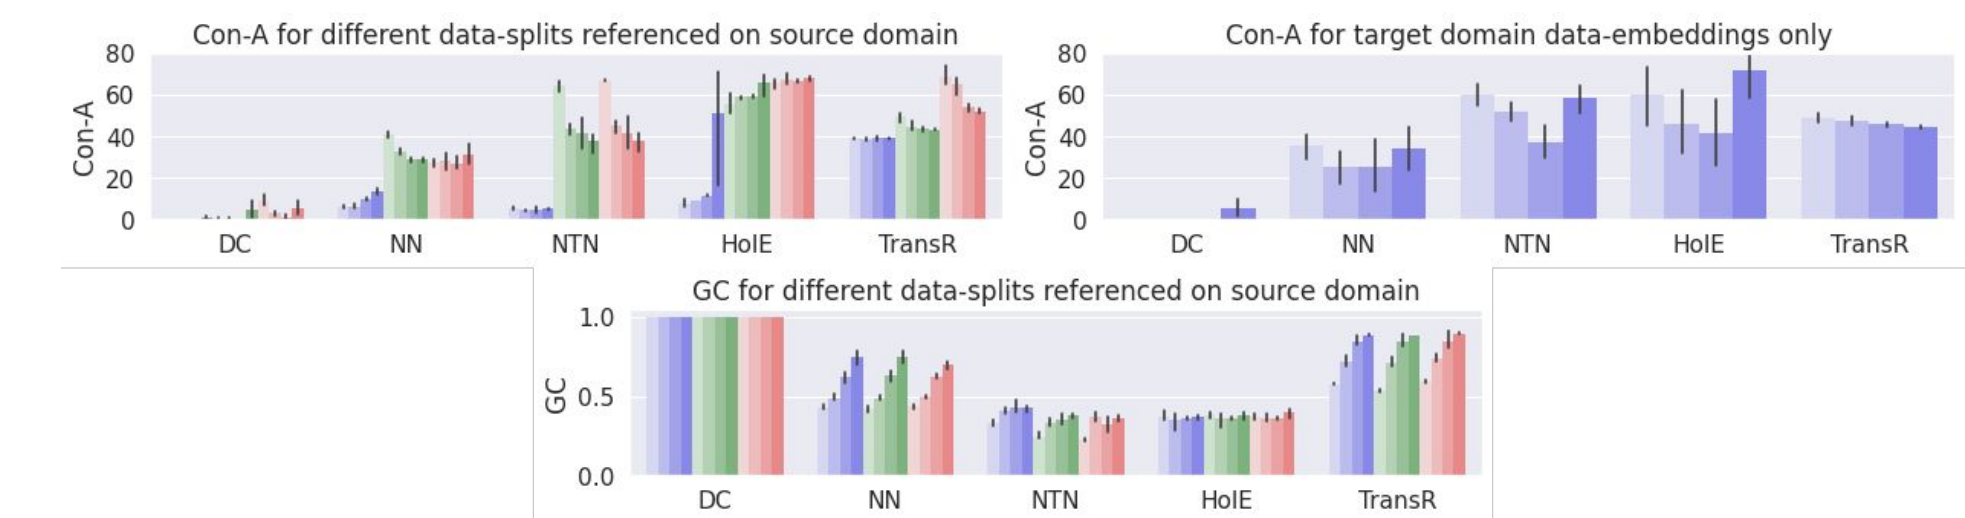 Con-A for different data-splits referenced on source domain
80
60
40
20
0
Con-A
DC NN NTN HolE TransR
Con-A for target domain data-embeddings only
80
60
40
20
0
Con-A
DC NN NTN HolE TransR
GC for different data-splits referenced on source domain
1.0
0.5
0.0
GC
DC NN NTN HolE TransR